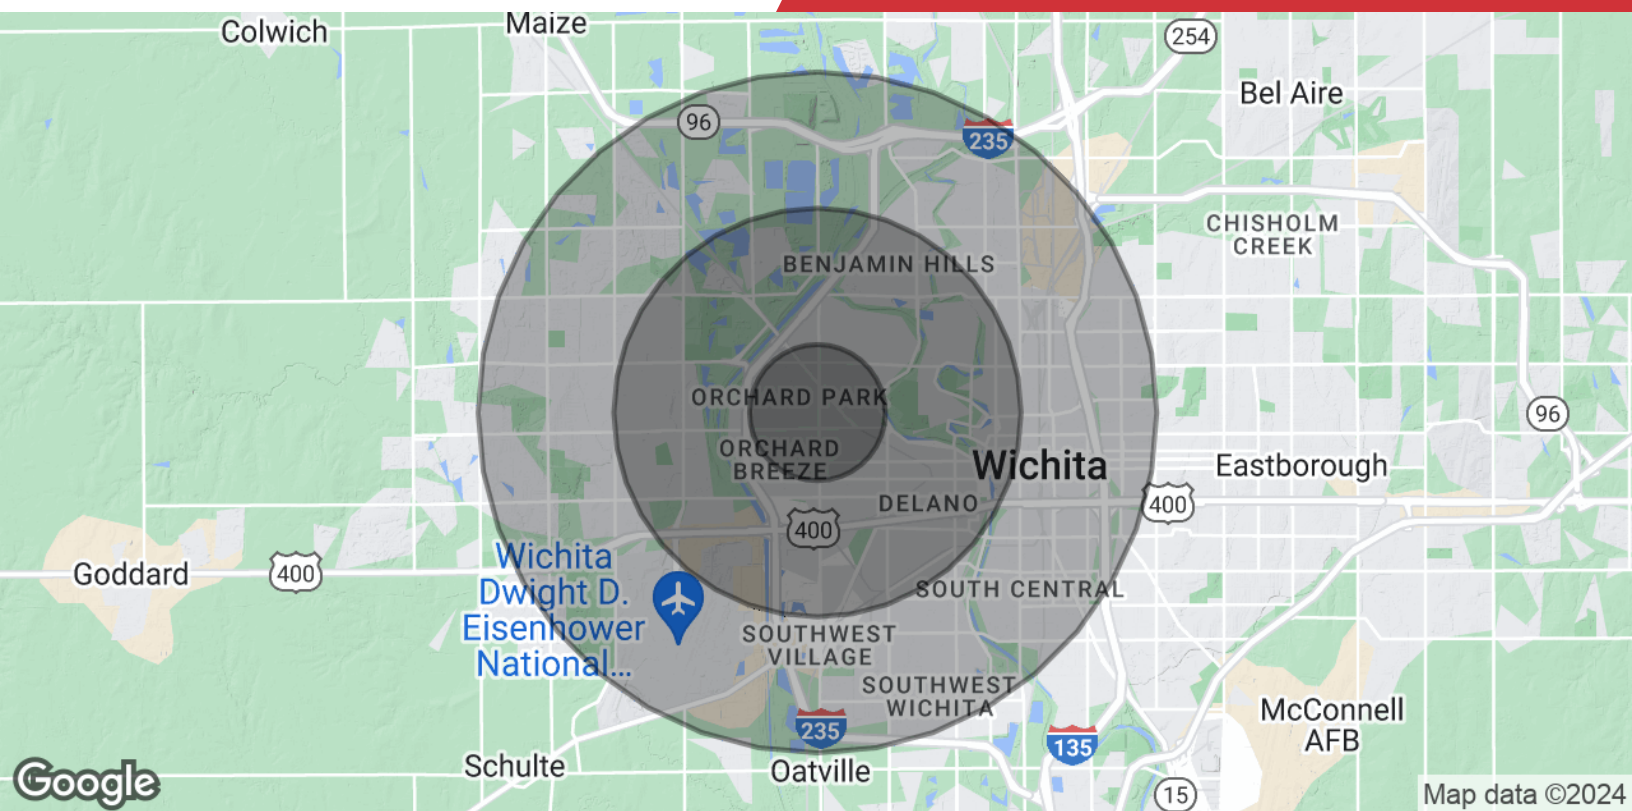 Colwich
Maize
254
Bel Aire
96
235
CHISHOLM
CREEK
BENJAMIN HILLS
ORCHARD PARK
96
ORCHARD
BREEZE
Wichita
Eastborough
DELANO
400
400
Goddard
400
Wichita
Dwight D.
Eisenhower
National...
SOUTH CENTRAL
SOUTHWEST
VILLAGE
SOUTHWEST
WICHITA
McConnell
AFB
235
135
Schulte
Oatville
Google
15
Map data ©2024